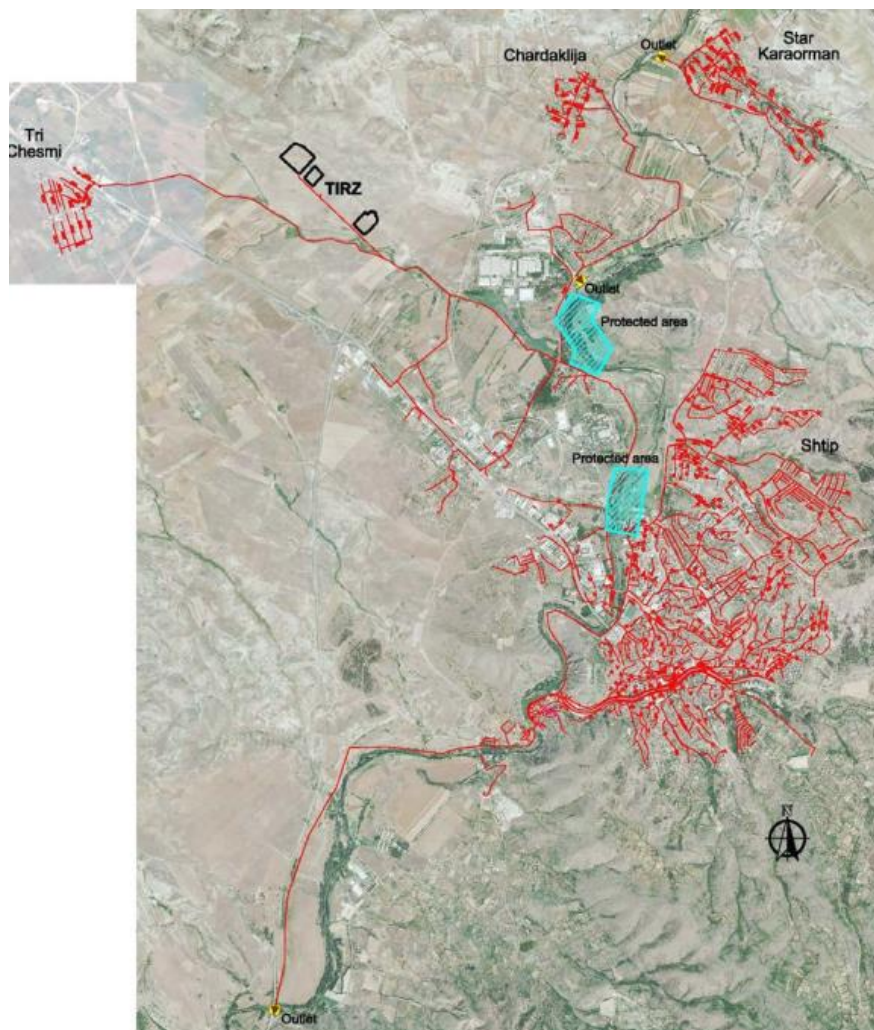 Outlet
Star
Karaorman
Chardaklija
Tri
Chesmi
TIRZ
Outlet
Protected area
Shtip
Protected area
N
Outlet